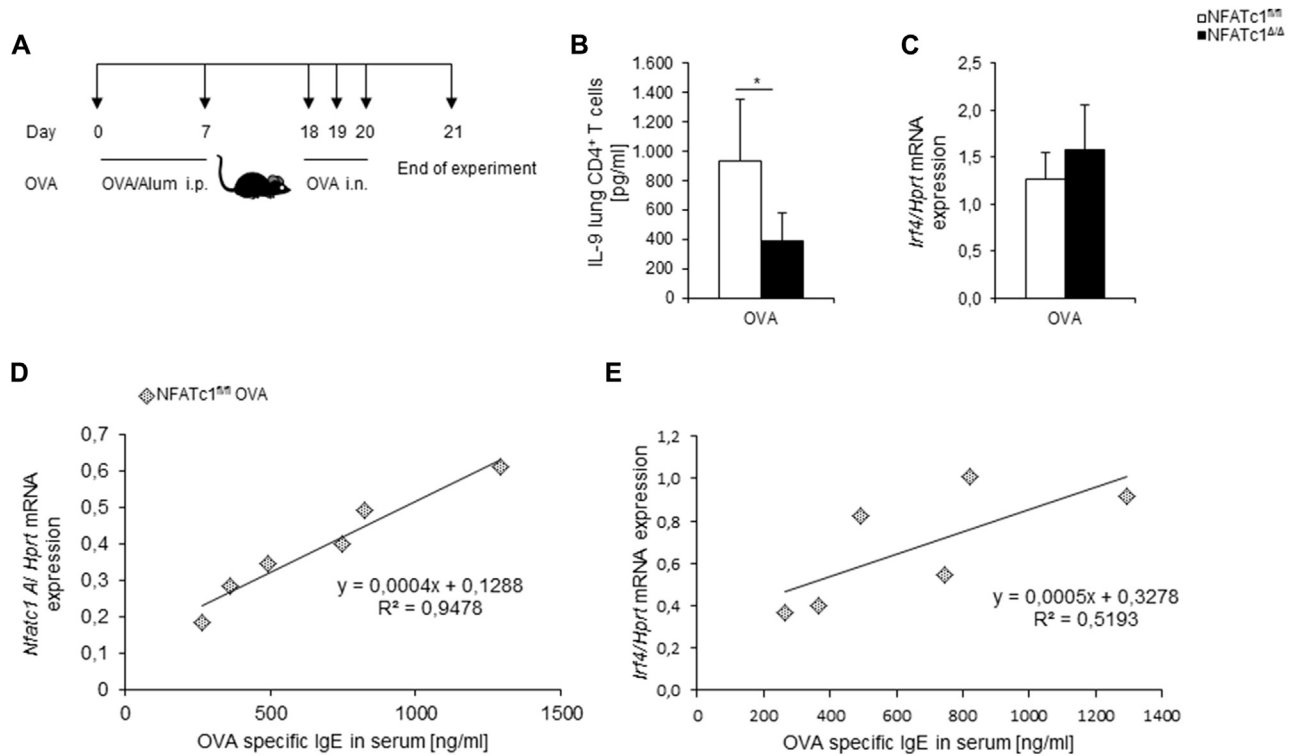 NFATc1fl/fl
NFATc1Δ/Δ
A
Day 0 7 18 19 20 21
OVA OVA/Alum i.p. OVA i.n. End of experiment
B
IL-9 lung CD4+ T cells
[pg/ml]
1.600
1.400
1.200
1.000
800
600
400
200
0
*
OVA
C
Irf4/Hprt mRNA
expression
2,5
2,0
1,5
1,0
0,5
0,0
OVA
D
NFATc1fl/fl OVA
Nfatc1 A/ Hprt mRNA
expression
0,7
0,6
0,5
0,4
0,3
0,2
0,1
0
y = 0,0004x + 0,1288
R² = 0,9478
0 500 1000 1500
OVA specific IgE in serum [ng/ml]
E
Irf4/Hprt mRNA expression
1,2
1,0
0,8
0,6
0,4
0,2
0,0
y = 0,0005x + 0,3278
R² = 0,5193
0 200 400 600 800 1000 1200 1400
OVA specific IgE in serum [ng/ml]